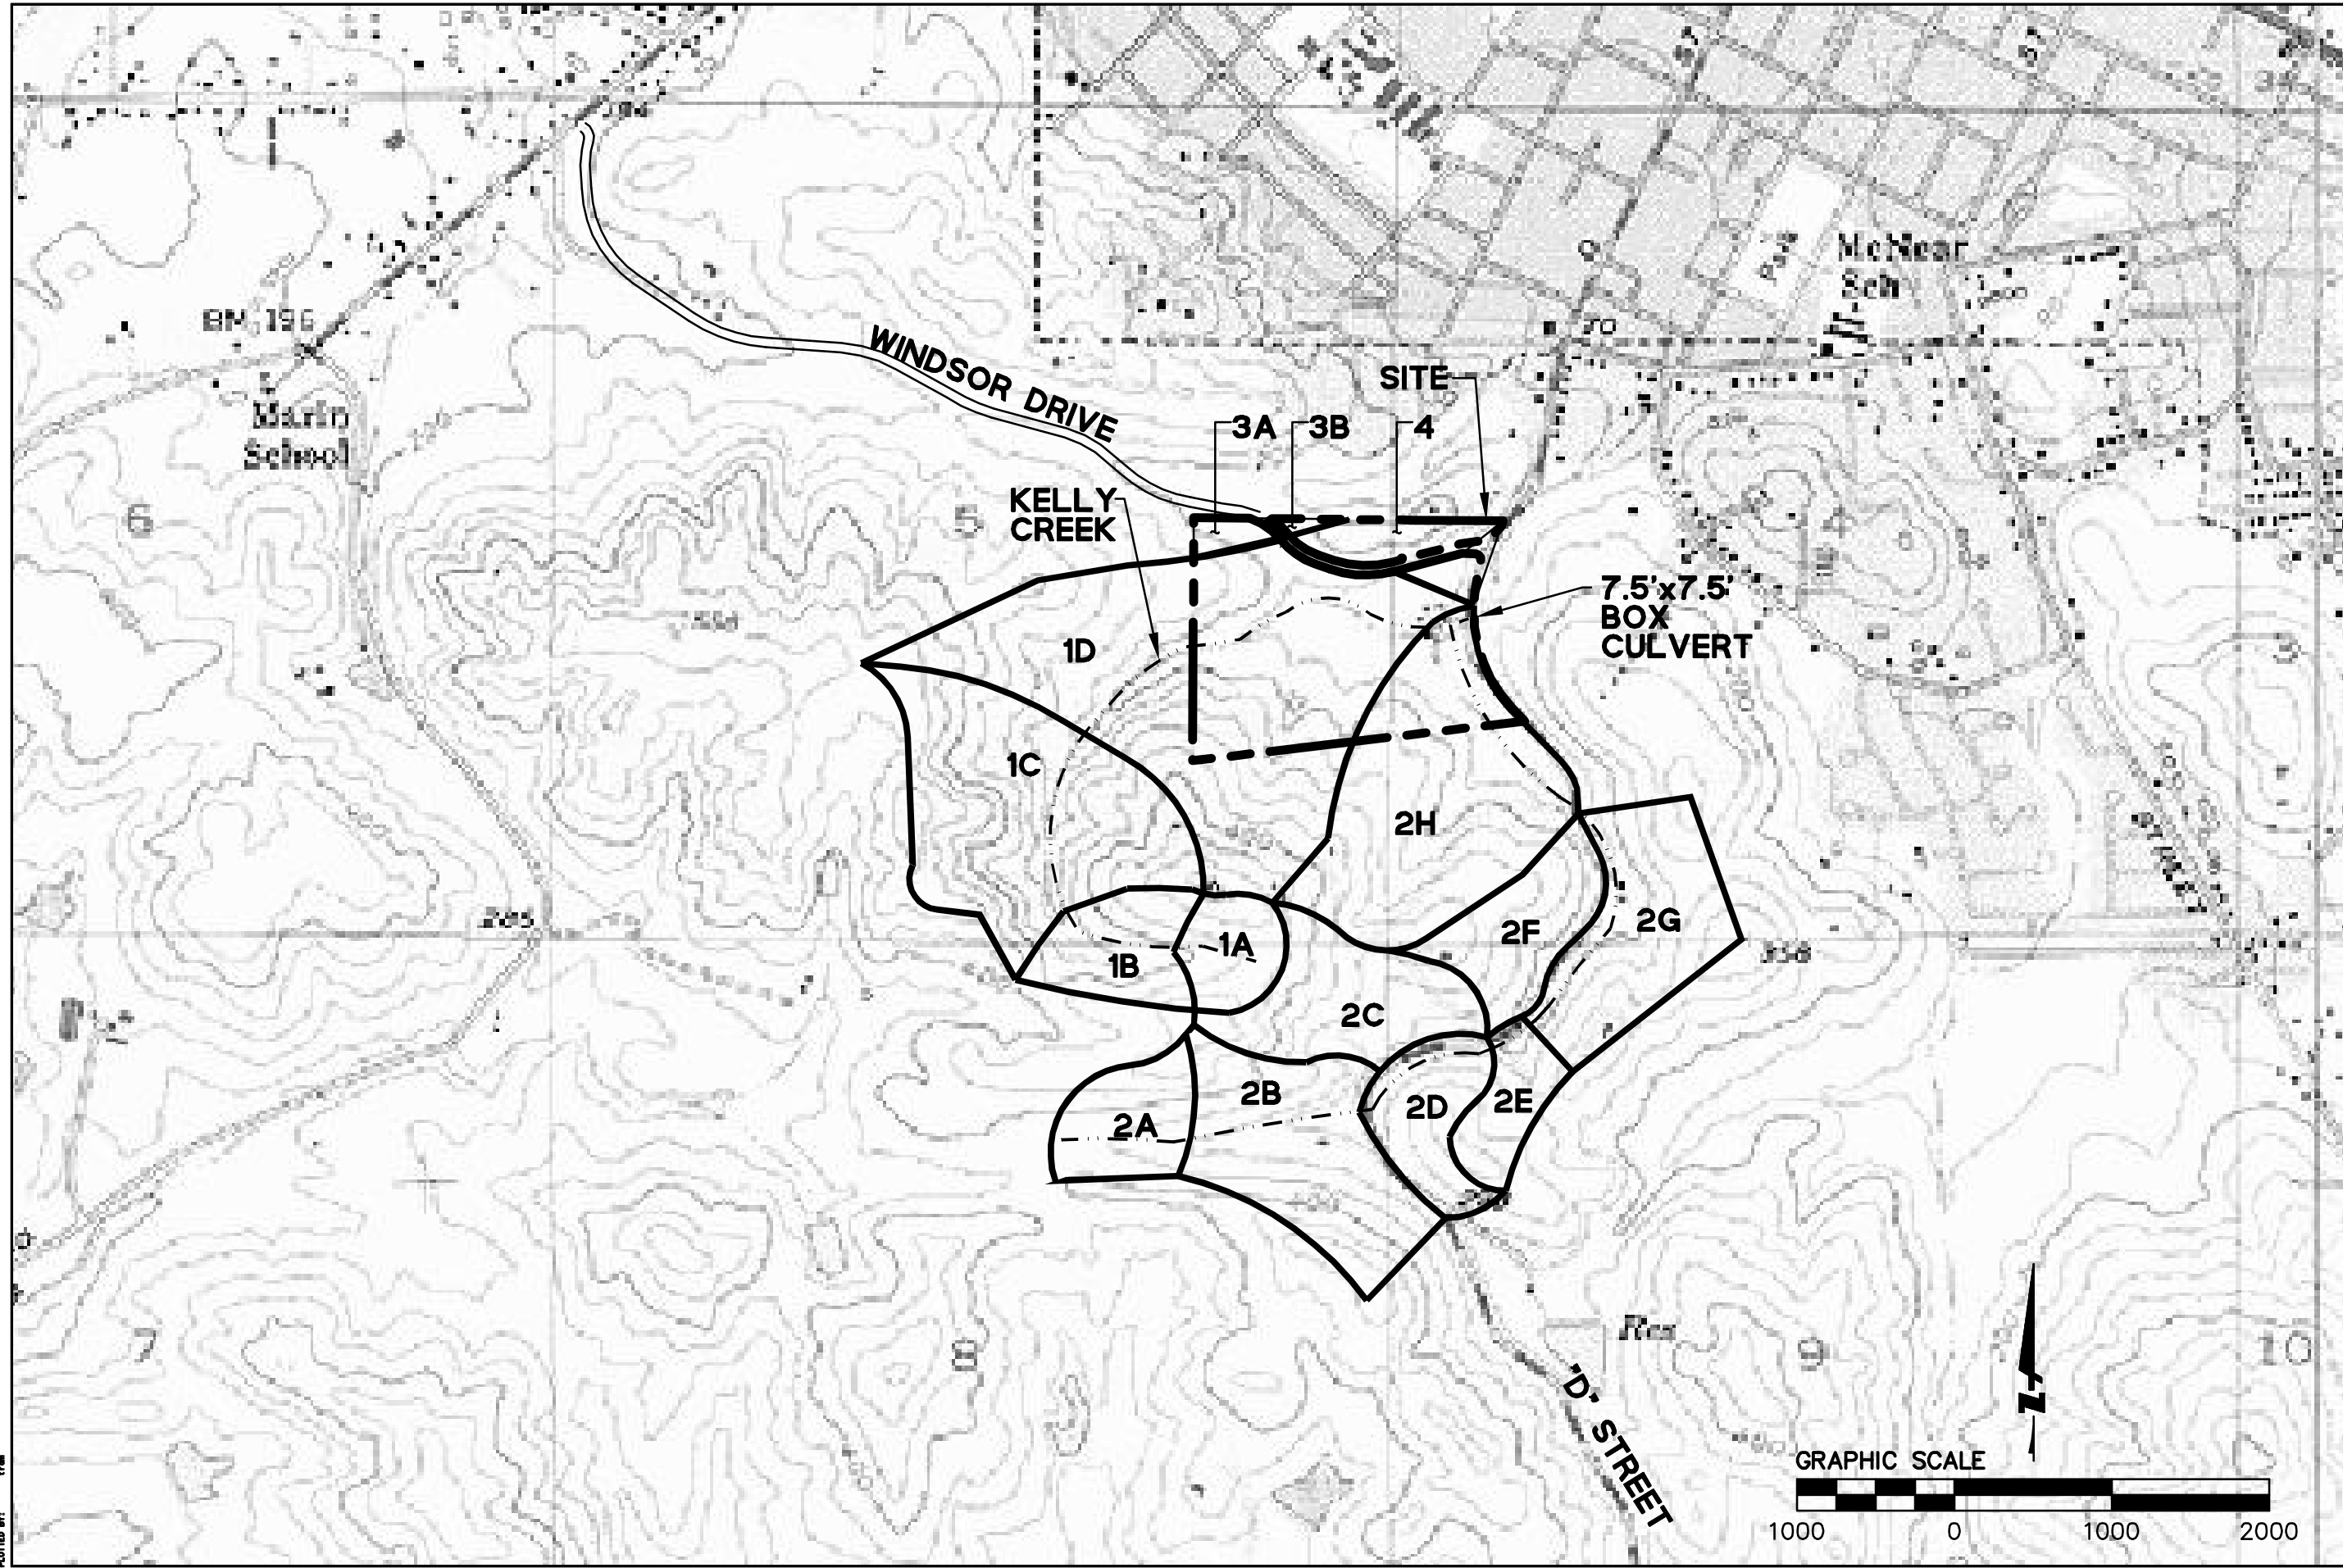 McNear
Sch
BM 196
WINDSOR DRIVE
SITE
Marin
School
3A
3B
4
KELLY
CREEK
6
5
7.5'x7.5'
BOX
CULVERT
1D
3
1C
2H
2G
2F
1A
1B
2C
2B
2D
2E
2A
7
8
9
10
"D" STREET
GRAPHIC SCALE
1000 0 1000 2000